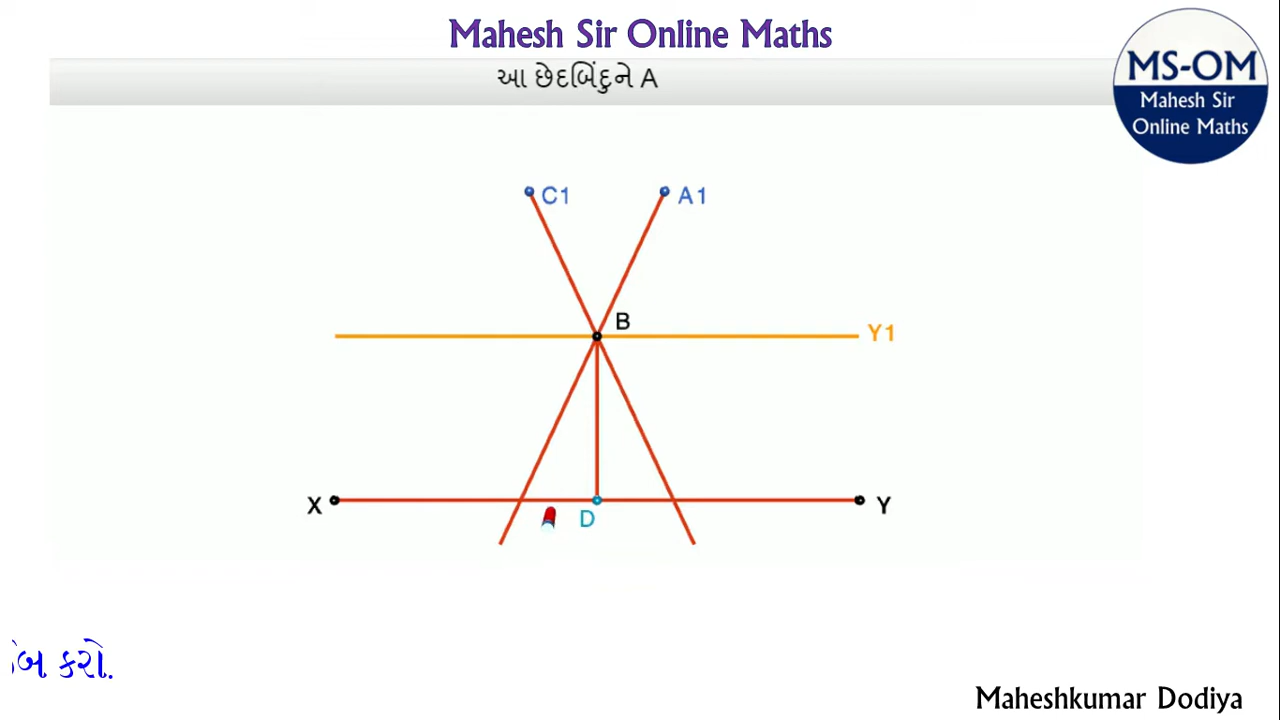 Mahesh Sir Online Maths
આ છેદબિંદુને A
MS-OM
Mahesh Sir
Online Maths
C1
A1
B
Y1
X
D
Y
કરો.
Maheshkumar Dodiya